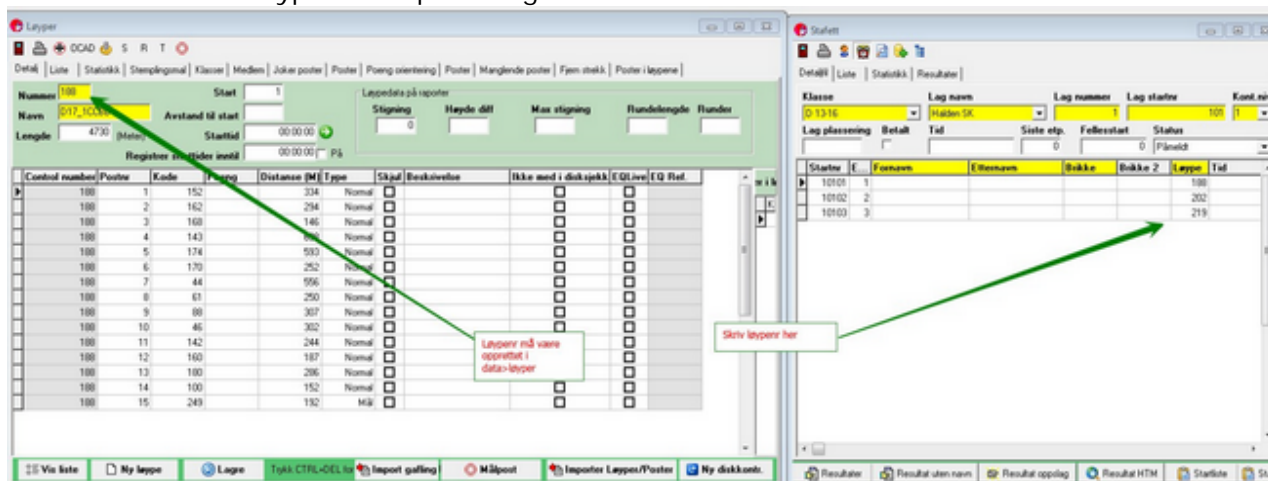 Løyper
OCAD S R T
Detalj Liste Statistikk Stemplingsmal Klasser Medlem Joker poster Poster Poeng orientering Poster Manglende poster Fjern strekk Poster i løypene
Nummer 188 Start 1 Løypedata på rapporter
Navn Avstand til start Stigning Høyde diff Max stigning Rundelengde Runder
0
Lengde 4730 (Meter) Starttid 00:00:00
Registrer starttider inntil 00:00:00 På
Control number Postnr Kode Poeng Distanse (M) Type Skjul Beskrivelse Ikke med i disksjekk EQLive EQ Ref.
188 1 152 334 Normal
188 2 162 294 Normal
188 3 168 146 Normal
188 4 143 Normal
188 5 174 593 Normal
188 6 170 252 Normal
188 7 44 556 Normal
188 8 61 250 Normal
188 9 88 307 Normal
188 10 46 302 Normal
188 11 142 244 Normal
188 12 160 187 Normal
188 13 180 286 Normal
188 14 100 152 Normal
188 15 249 192 Mål
Løypenr må være
opprettet i
data>løyper
Vis liste Ny løype Lagre Trykk CTRL+DEL for Import gafling Målpost Importer Løyper/Poster Ny diskkontr.
Stafett
Detaljii Liste Statistikk Resultater
Klasse Lag navn Lag nummer Lag startnr Kont.niv
D 13-16 Halden SK 1 101 1
Lag plassering Betalt Tid Siste etp. Fellesstart Status
0 0 Påmeldt
Startnr E... Fornavn Etternavn Brikke Brikke 2 Løype Tid
10101 1 188
10102 2 202
10103 3 219
Skriv løypenr her
Resultater Resultat uten navn Resultat oppslag Resultat HTM Startliste St